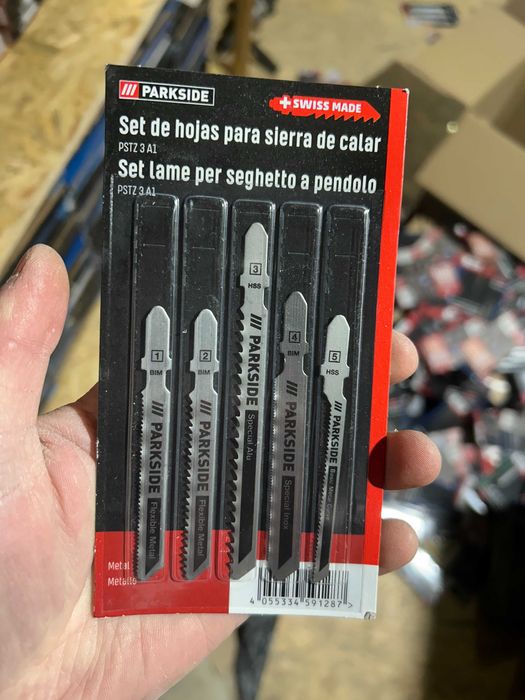 /// PARKSIDE
SWISS MADE
Set de hojas para sierra de calar
PSTZ 3 A1
Set lame per seghetto a pendolo
PSTZ 3 A1
1
BIM
/// PARKSIDE
Flexible Metal
2
BIM
/// PARKSIDE
Flexible Metal
3
HSS
/// PARKSIDE
Special Alu
4
BIM
/// PARKSIDE
Special Inox
5
HSS
/// PARKSIDE
Basic Metal
Metal
Metallo
4 055334 591287 >